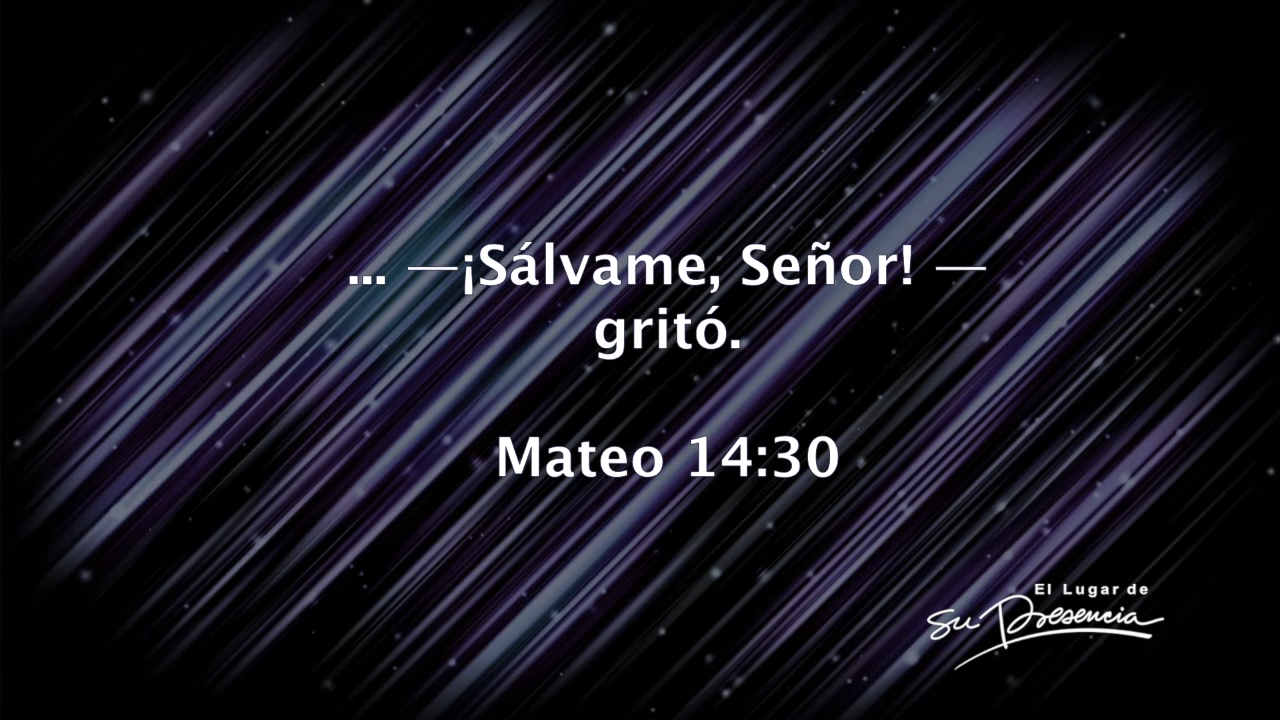 ... —¡Sálvame, Señor! —
gritó.
Mateo 14:30
El Lugar de
Su Presencia